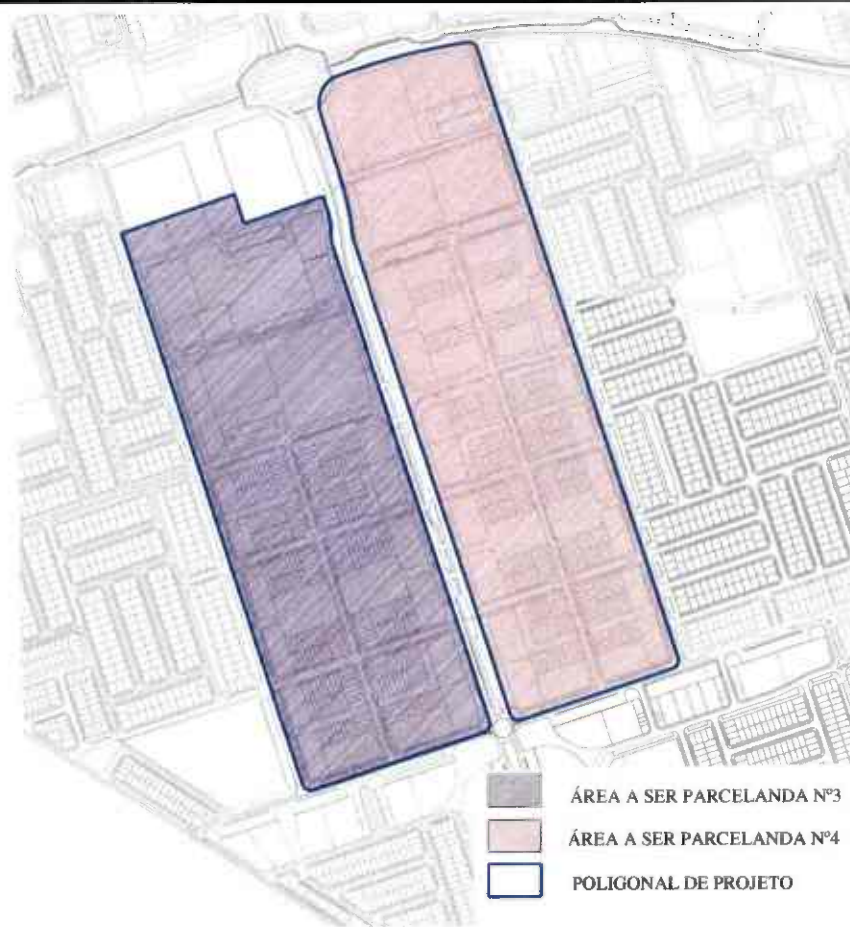 ÁREA A SER PARCELANDA Nº3
ÁREA A SER PARCELANDA Nº4
POLIGONAL DE PROJETO